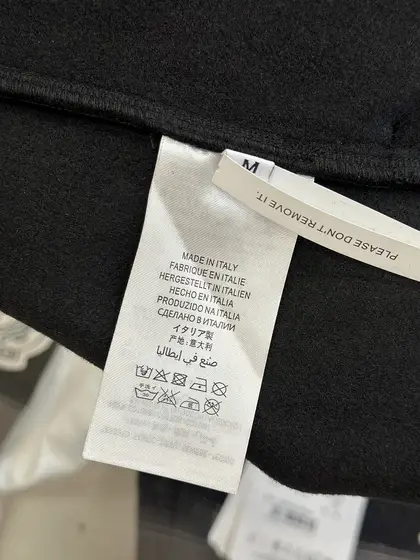 M
PLEASE DON'T REMOVE IT.
MADE IN ITALY
FABRIQUE EN ITALIE
HERGESTELLT IN ITALIEN
HECHO EN ITALIA
PRODUZIDO NA ITALIA
СДЕЛАНО В ИТАЛИИ
イタリア製
产地:意大利
صنع في إيطاليا